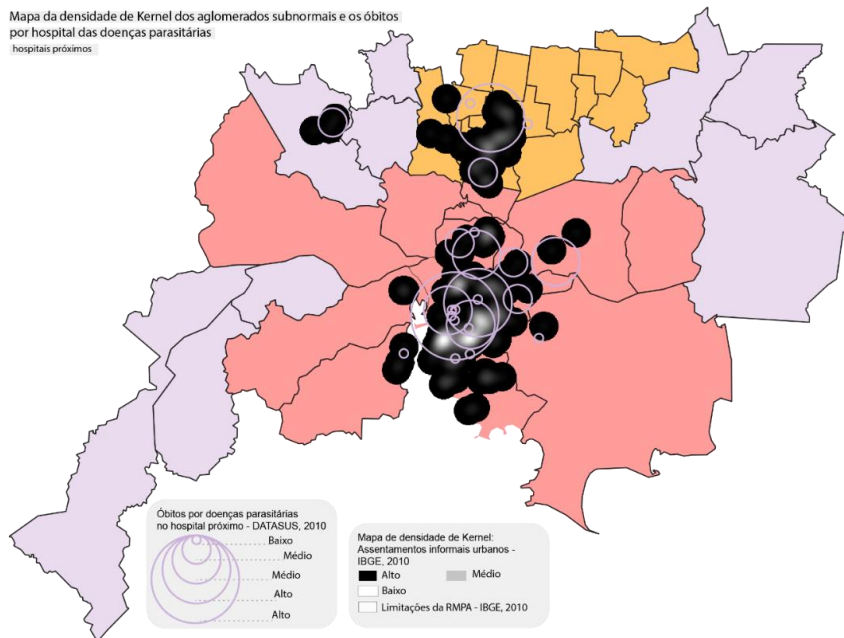 Mapa da densidade de Kernel dos aglomerados subnormais e os óbitos
por hospital das doenças parasitárias
hospitais próximos
Óbitos por doenças parasitárias
no hospital próximo - DATASUS, 2010
Baixo
Médio
Médio
Alto
Alto
Mapa de densidade de Kernel:
Assentamentos informais urbanos -
IBGE, 2010
Alto Médio
Baixo
Limitações da RMPA - IBGE, 2010